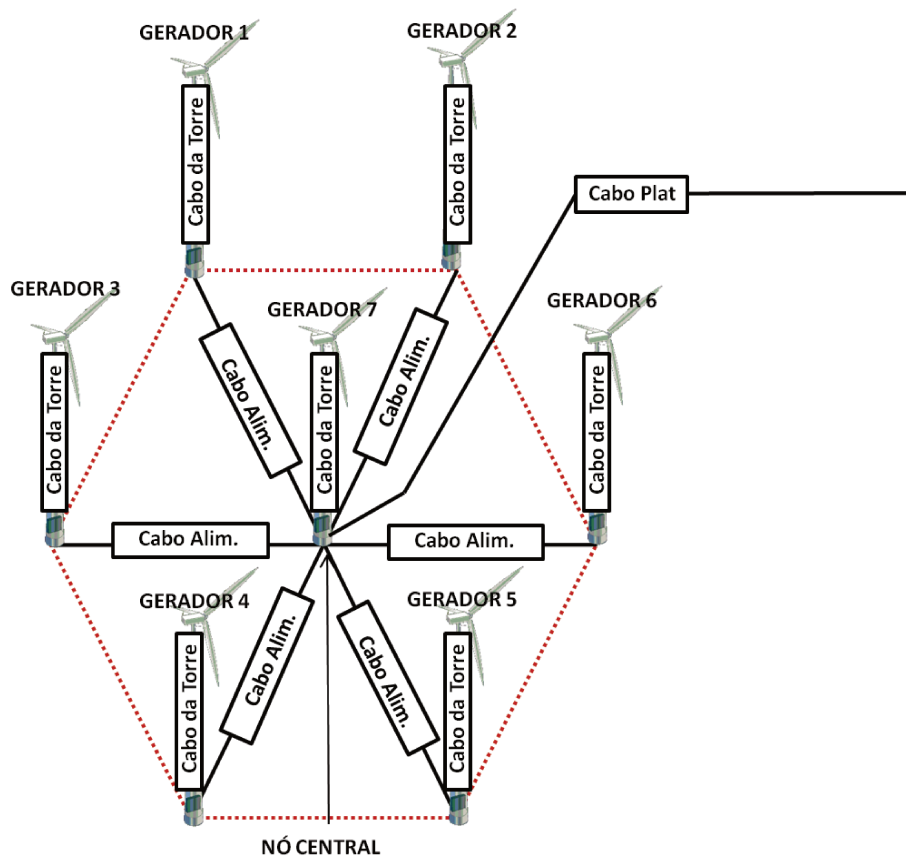 GERADOR 1
GERADOR 2
Cabo da Torre
Cabo da Torre
Cabo Plat
GERADOR 3
GERADOR 7
GERADOR 6
Cabo da Torre
Cabo Alim.
Cabo da Torre
Cabo Alim.
Cabo da Torre
Cabo Alim.
Cabo Alim.
GERADOR 4
GERADOR 5
Cabo da Torre
Cabo Alim.
Cabo Alim.
Cabo da Torre
NÓ CENTRAL